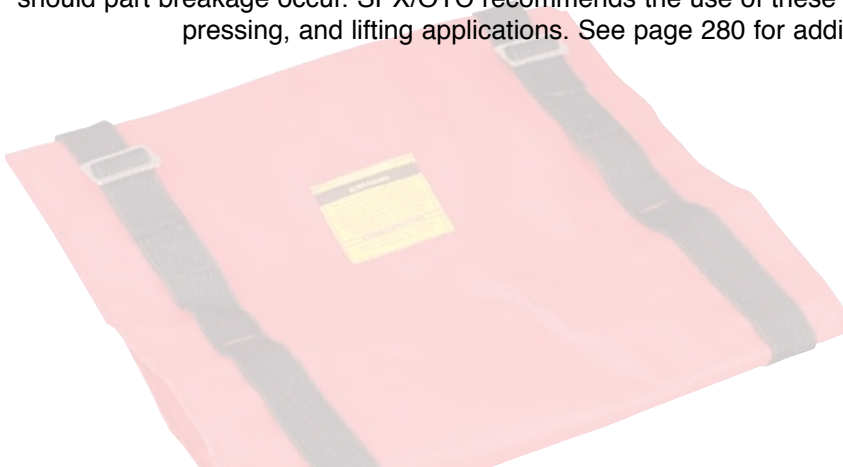 should part breakage occur. SPX/OTC recommends the use of these
pressing, and lifting applications. See page 280 for addi